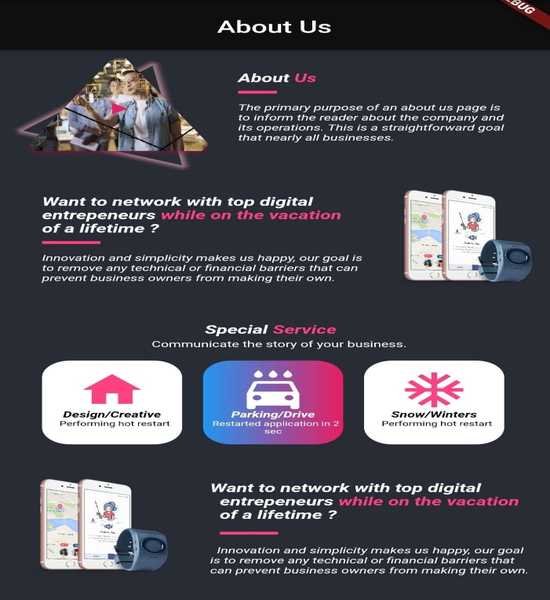 About Us
BUG
About Us
The primary purpose of an about us page is
to inform the reader about the company and
its operations. This is a straightforward goal
that nearly all businesses.
Want to network with top digital
entrepeneurs while on the vacation
of a lifetime ?
Innovation and simplicity makes us happy, our goal is
to remove any technical or financial barriers that can
prevent business owners from making their own.
Special Service
Communicate the story of your business.
Design/Creative
Performing hot restart
Parking/Drive
Restarted application in 2
sec
Snow/Winters
Performing hot restart
Want to network with top digital
entrepeneurs while on the vacation
of a lifetime ?
Innovation and simplicity makes us happy, our goal
is to remove any technical or financial barriers that
can prevent business owners from making their own.